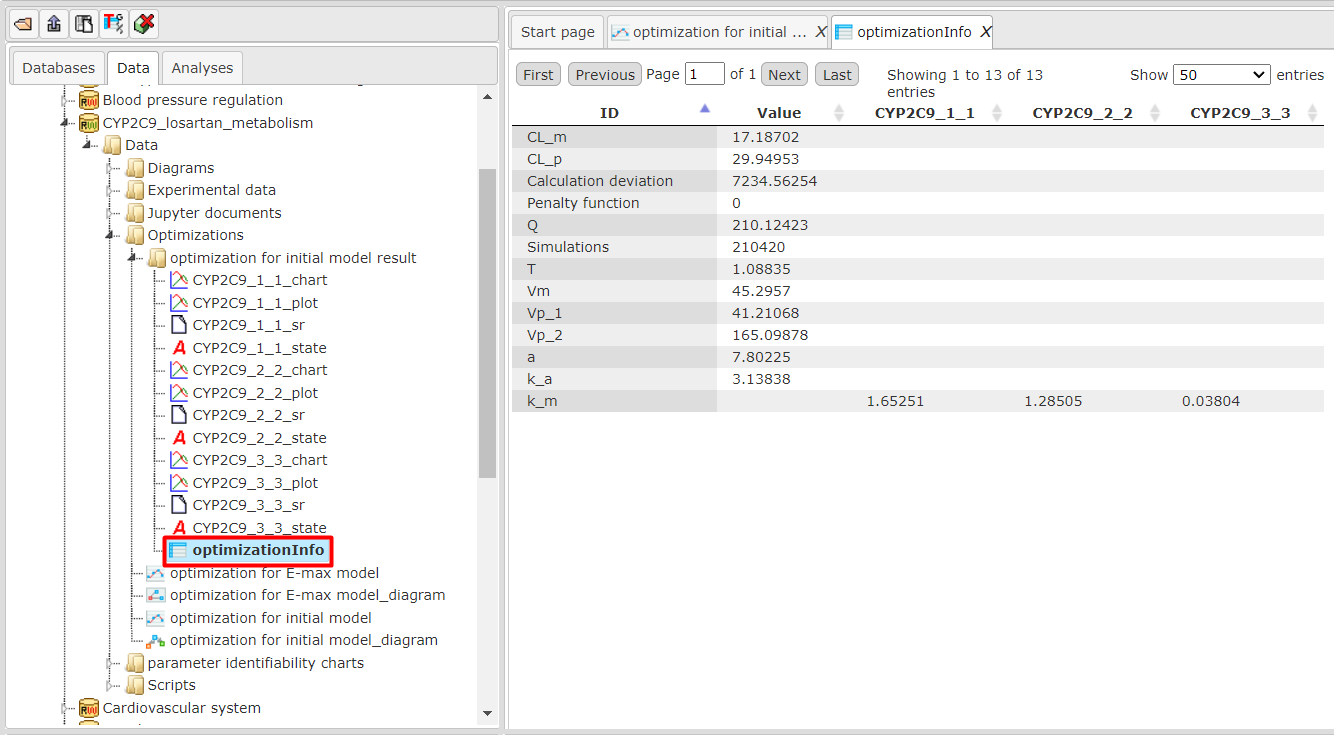 Databases Data Analyses
Blood pressure regulation
CYP2C9_losartan_metabolism
Data
Diagrams
Experimental data
Jupyter documents
Optimizations
optimization for initial model result
CYP2C9_1_1_chart
CYP2C9_1_1_plot
CYP2C9_1_1_sr
CYP2C9_1_1_state
CYP2C9_2_2_chart
CYP2C9_2_2_plot
CYP2C9_2_2_sr
CYP2C9_2_2_state
CYP2C9_3_3_chart
CYP2C9_3_3_plot
CYP2C9_3_3_sr
CYP2C9_3_3_state
optimizationInfo
optimization for E-max model
optimization for E-max model_diagram
optimization for initial model
optimization for initial model_diagram
parameter identifiability charts
Scripts
Cardiovascular system
Start page optimization for initial ... X optimizationInfo X
First Previous Page 1 of 1 Next Last Showing 1 to 13 of 13 entries Show 50 entries
ID Value CYP2C9_1_1 CYP2C9_2_2 CYP2C9_3_3
CL_m 17.18702
CL_p 29.94953
Calculation deviation 7234.56254
Penalty function 0
Q 210.12423
Simulations 210420
T 1.08835
Vm 45.2957
Vp_1 41.21068
Vp_2 165.09878
a 7.80225
k_a 3.13838
k_m 1.65251 1.28505 0.03804